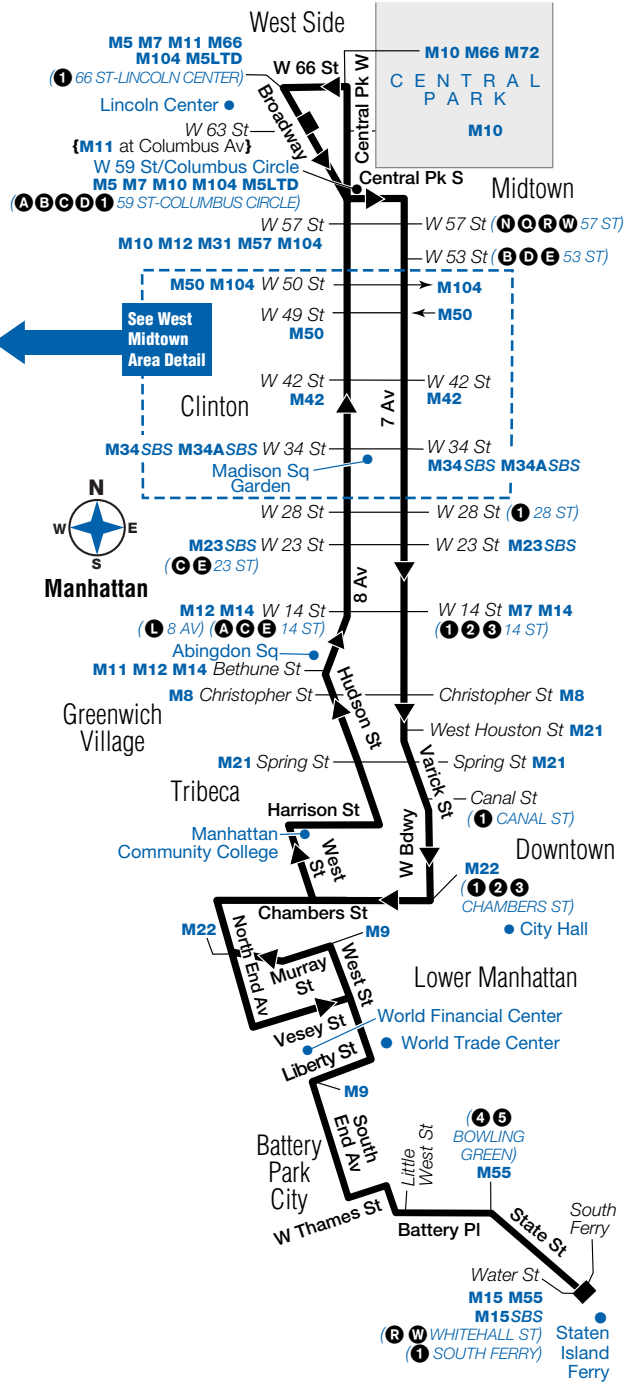 West Side
M5 M7 M11 M66
M104 M5LTD
(1 66 ST-LINCOLN CENTER)
W 66 St
Central Pk W
M10 M66 M72
CENTRAL
PARK
Lincoln Center
Broadway
W 63 St
{M11 at Columbus Av}
M10
W 59 St/Columbus Circle
M5 M7 M10 M104 M5LTD
(A B C D 1 59 ST-COLUMBUS CIRCLE)
Central Pk S
Midtown
W 57 St
M10 M12 M31 M57 M104
W 57 St (N Q R W 57 ST)
W 53 St (B D E 53 ST)
M50 M104 W 50 St
M104
See West
Midtown
Area Detail
W 49 St
M50
M50
W 42 St
M42
7 Av
W 42 St
M42
Clinton
M34SBS M34ASBS W 34 St
W 34 St
M34SBS M34ASBS
Madison Sq
Garden
N
W E
S
Manhattan
W 28 St
W 28 St (1 28 ST)
M23SBS W 23 St
(C E 23 ST)
W 23 St M23SBS
8 Av
M12 M14 W 14 St
(L 8 AV) (A C E 14 ST)
W 14 St M7 M14
(1 2 3 14 ST)
Abingdon Sq
M11 M12 M14 Bethune St
M8 Christopher St
Hudson St
Christopher St M8
Greenwich
Village
West Houston St M21
M21 Spring St
Varick St
Spring St M21
Tribeca
Harrison St
Canal St
(1 CANAL ST)
Manhattan
Community College
West St
W Bdwy
Downtown
M22
(1 2 3
CHAMBERS ST)
Chambers St
City Hall
M22
North End Av
M9
Murray
St
West St
Lower Manhattan
Vesey St
World Financial Center
World Trade Center
Liberty St
M9
South
End Av
Battery
Park
City
(4 5
BOWLING
GREEN)
M55
Little
West St
W Thames St
Battery Pl
State St
South
Ferry
Water St
M15 M55
M15SBS
(R W WHITEHALL ST)
(1 SOUTH FERRY)
Staten
Island
Ferry